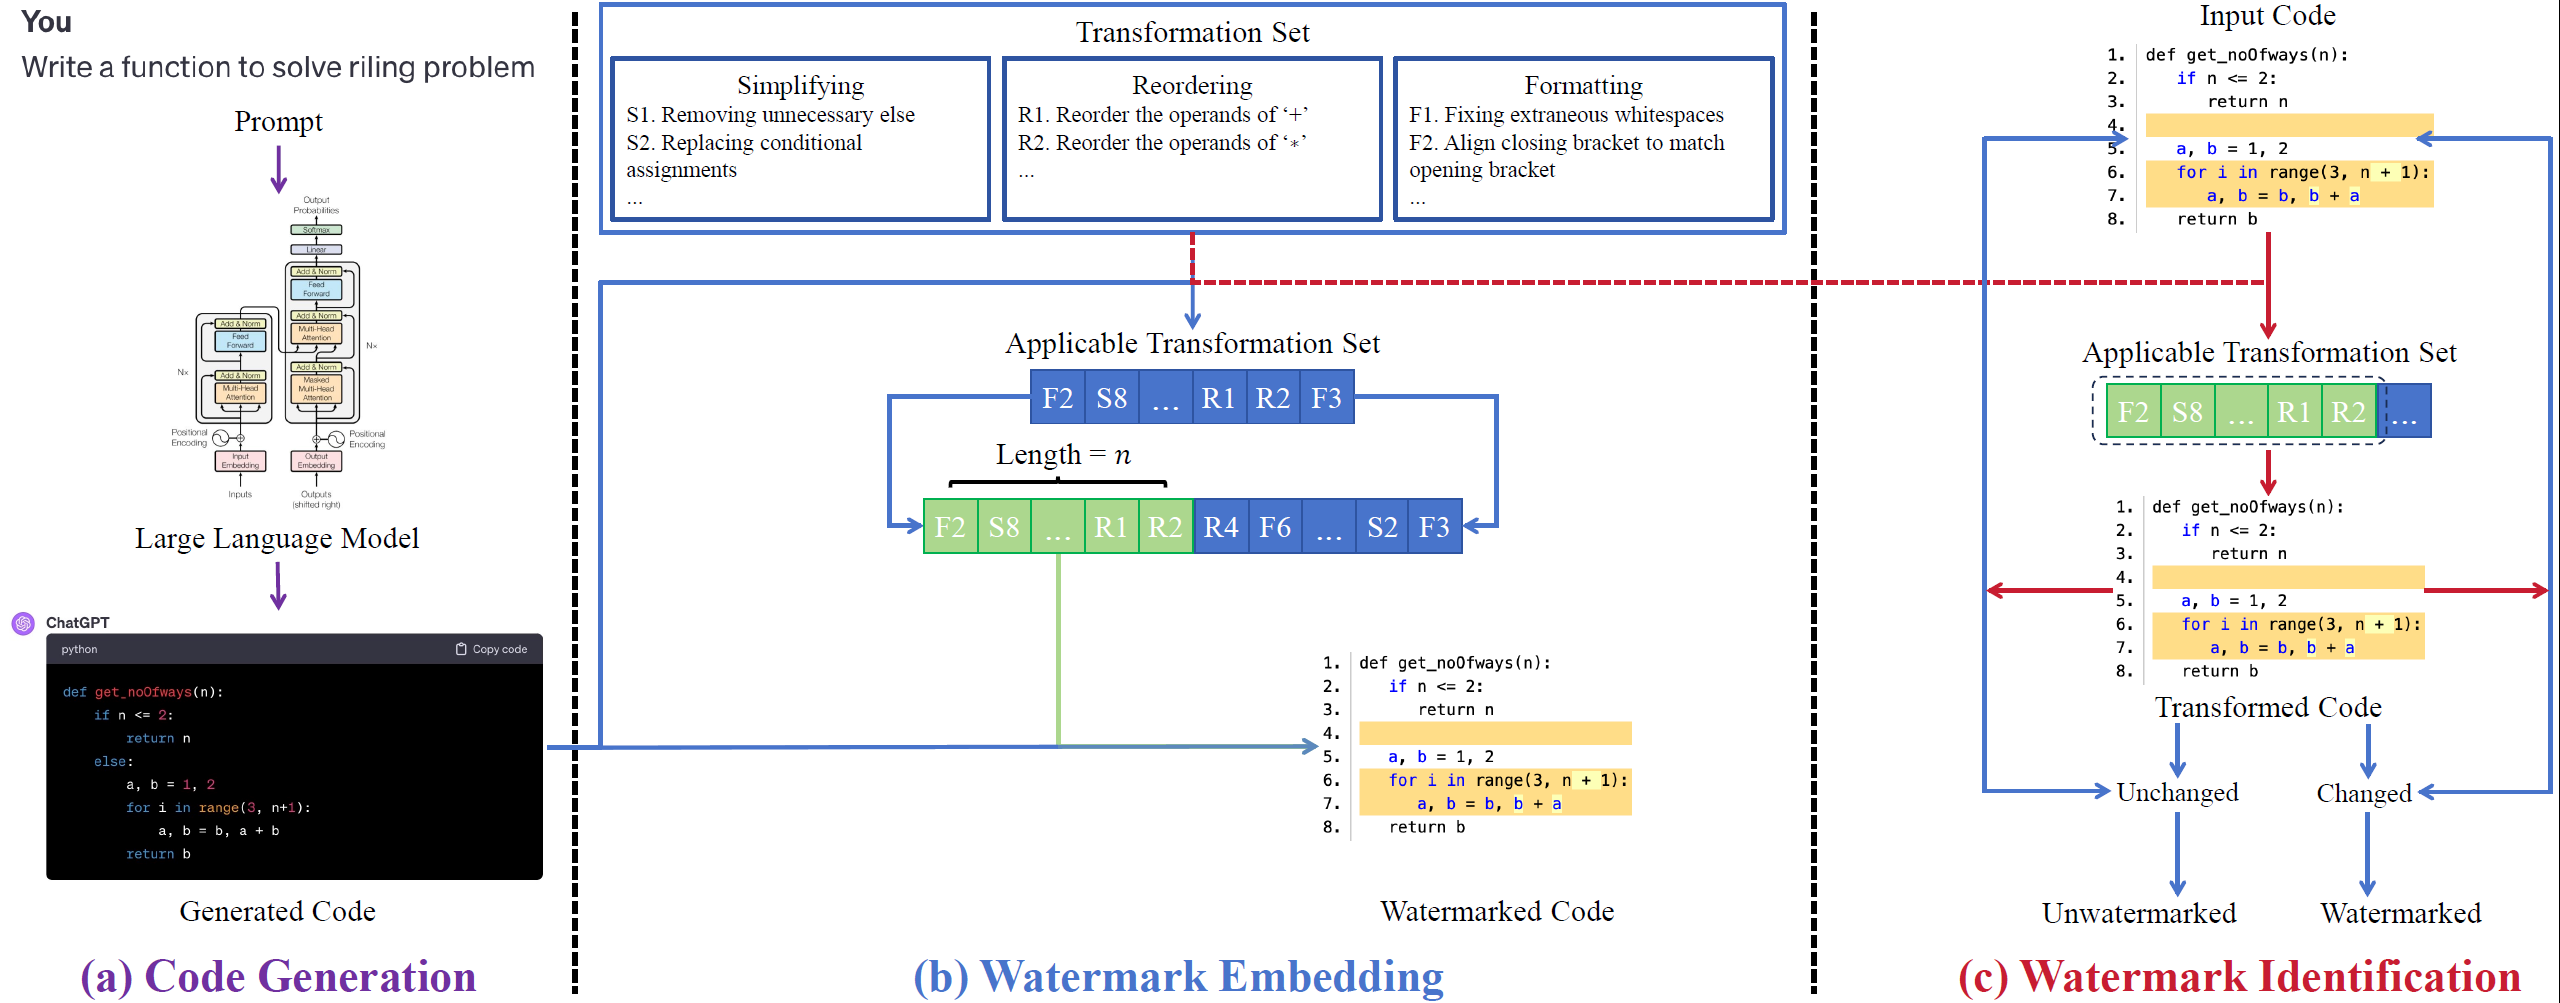 You
Write a function to solve riling problem
Prompt
Output
Probabilities
Softmax
Linear
Add & Norm
Feed
Forward
Add & Norm
Multi-Head
Attention
Add & Norm
Masked
Multi-Head
Attention
Nx
Add & Norm
Feed
Forward
Add & Norm
Multi-Head
Attention
Nx
Positional
Encoding
Positional
Encoding
Input
Embedding
Output
Embedding
Inputs
Outputs
(shifted right)
Large Language Model
ChatGPT
python Copy code
def get_noOfways(n):
if n <= 2:
return n
else:
a, b = 1, 2
for i in range(3, n+1):
a, b = b, a + b
return b
Generated Code
(a) Code Generation
Transformation Set
Simplifying
S1. Removing unnecessary else
S2. Replacing conditional
assignments
...
Reordering
R1. Reorder the operands of ‘+’
R2. Reorder the operands of ‘*’
...
Formatting
F1. Fixing extraneous whitespaces
F2. Align closing bracket to match
opening bracket
...
Applicable Transformation Set
F2 S8 ... R1 R2 F3
Length = n
F2 S8 ... R1 R2 R4 F6 ... S2 F3
1. def get_noOfways(n):
2. if n <= 2:
3. return n
4.
5. a, b = 1, 2
6. for i in range(3, n + 1):
7. a, b = b, b + a
8. return b
Watermarked Code
(b) Watermark Embedding
Input Code
1. def get_noOfways(n):
2. if n <= 2:
3. return n
4.
5. a, b = 1, 2
6. for i in range(3, n + 1):
7. a, b = b, b + a
8. return b
Applicable Transformation Set
F2 S8 ... R1 R2 ...
1. def get_noOfways(n):
2. if n <= 2:
3. return n
4.
5. a, b = 1, 2
6. for i in range(3, n + 1):
7. a, b = b, b + a
8. return b
Transformed Code
Unchanged Changed
Unwatermarked Watermarked
(c) Watermark Identification